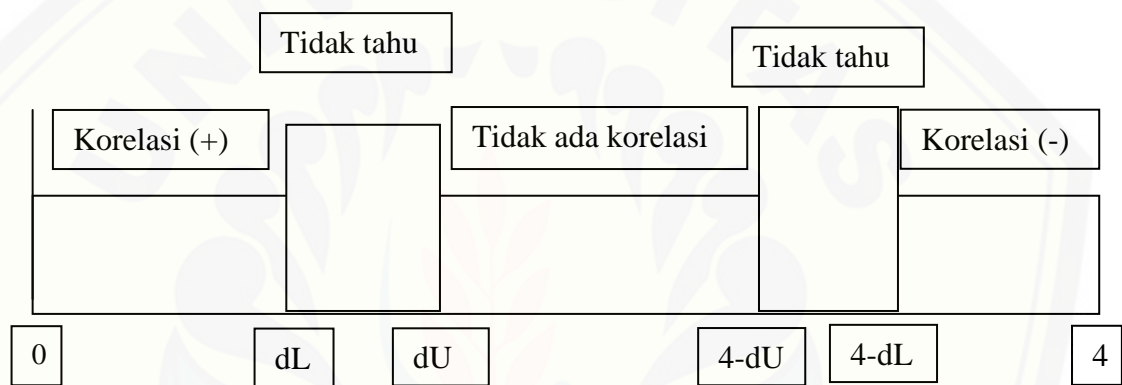 Tidak tahu
Tidak tahu
Korelasi (+)
Tidak ada korelasi
Korelasi (-)
0
dL
dU
4-dU
4-dL
4